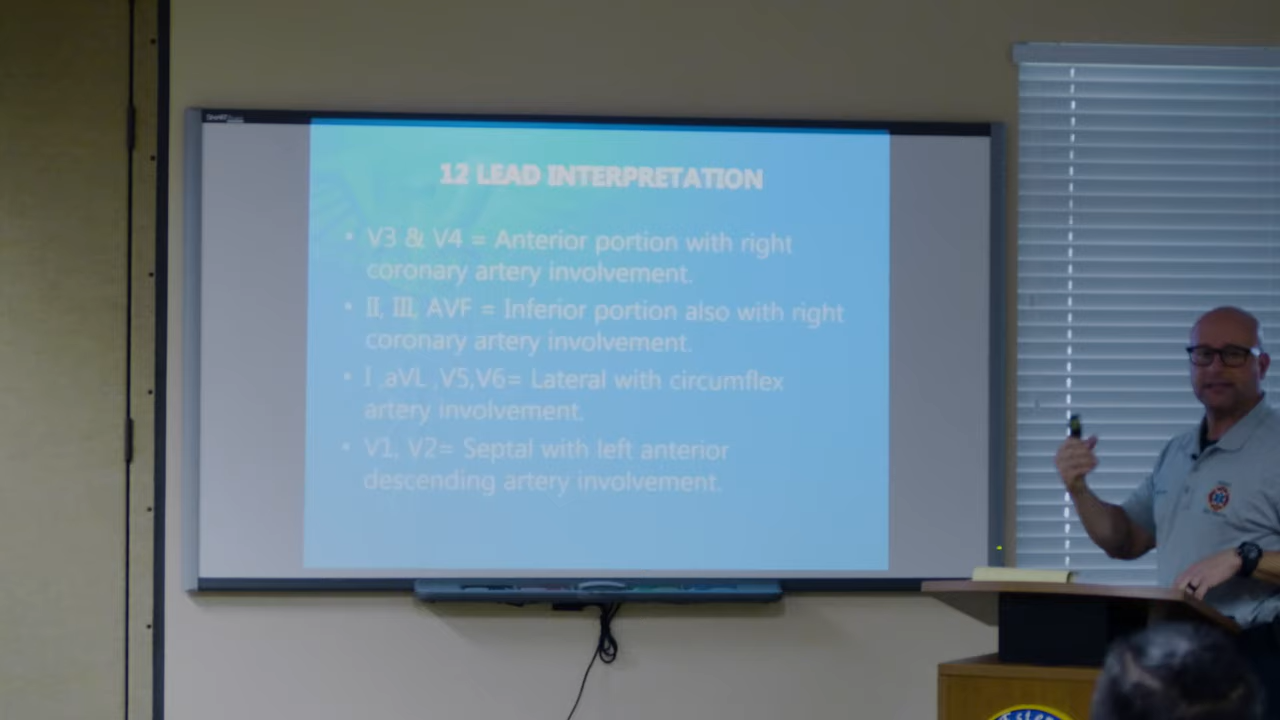 SMART Board
12 LEAD INTERPRETATION
• V3 & V4 = Anterior portion with right
coronary artery involvement.
• II, III, AVF = Inferior portion also with right
coronary artery involvement.
• I ,aVL ,V5,V6= Lateral with circumflex
artery involvement.
• V1, V2= Septal with left anterior
descending artery involvement.